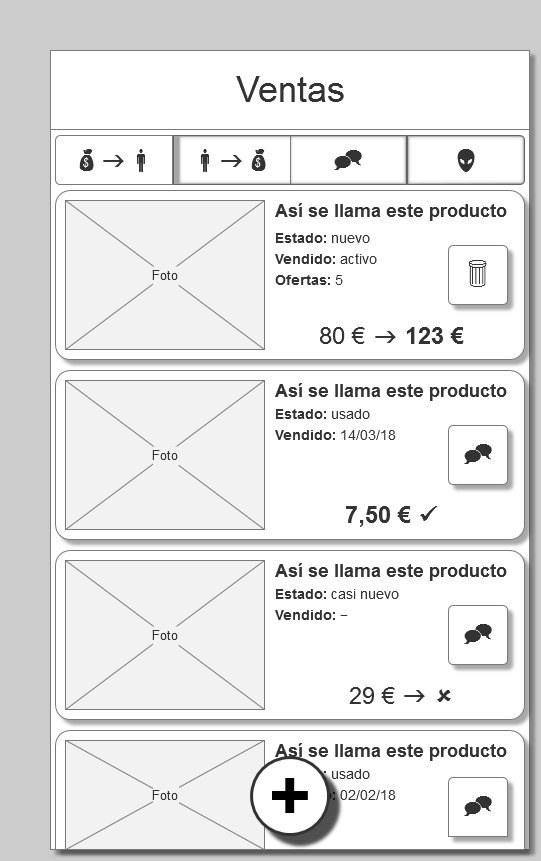 Ventas
Foto
Así se llama este producto
Estado: nuevo
Vendido: activo
Ofertas: 5
80 € → 123 €
Foto
Así se llama este producto
Estado: usado
Vendido: 14/03/18
7,50 € ✓
Foto
Así se llama este producto
Estado: casi nuevo
Vendido: –
29 € → ✘
Foto
Así se llama este producto
: usado
: 02/02/18